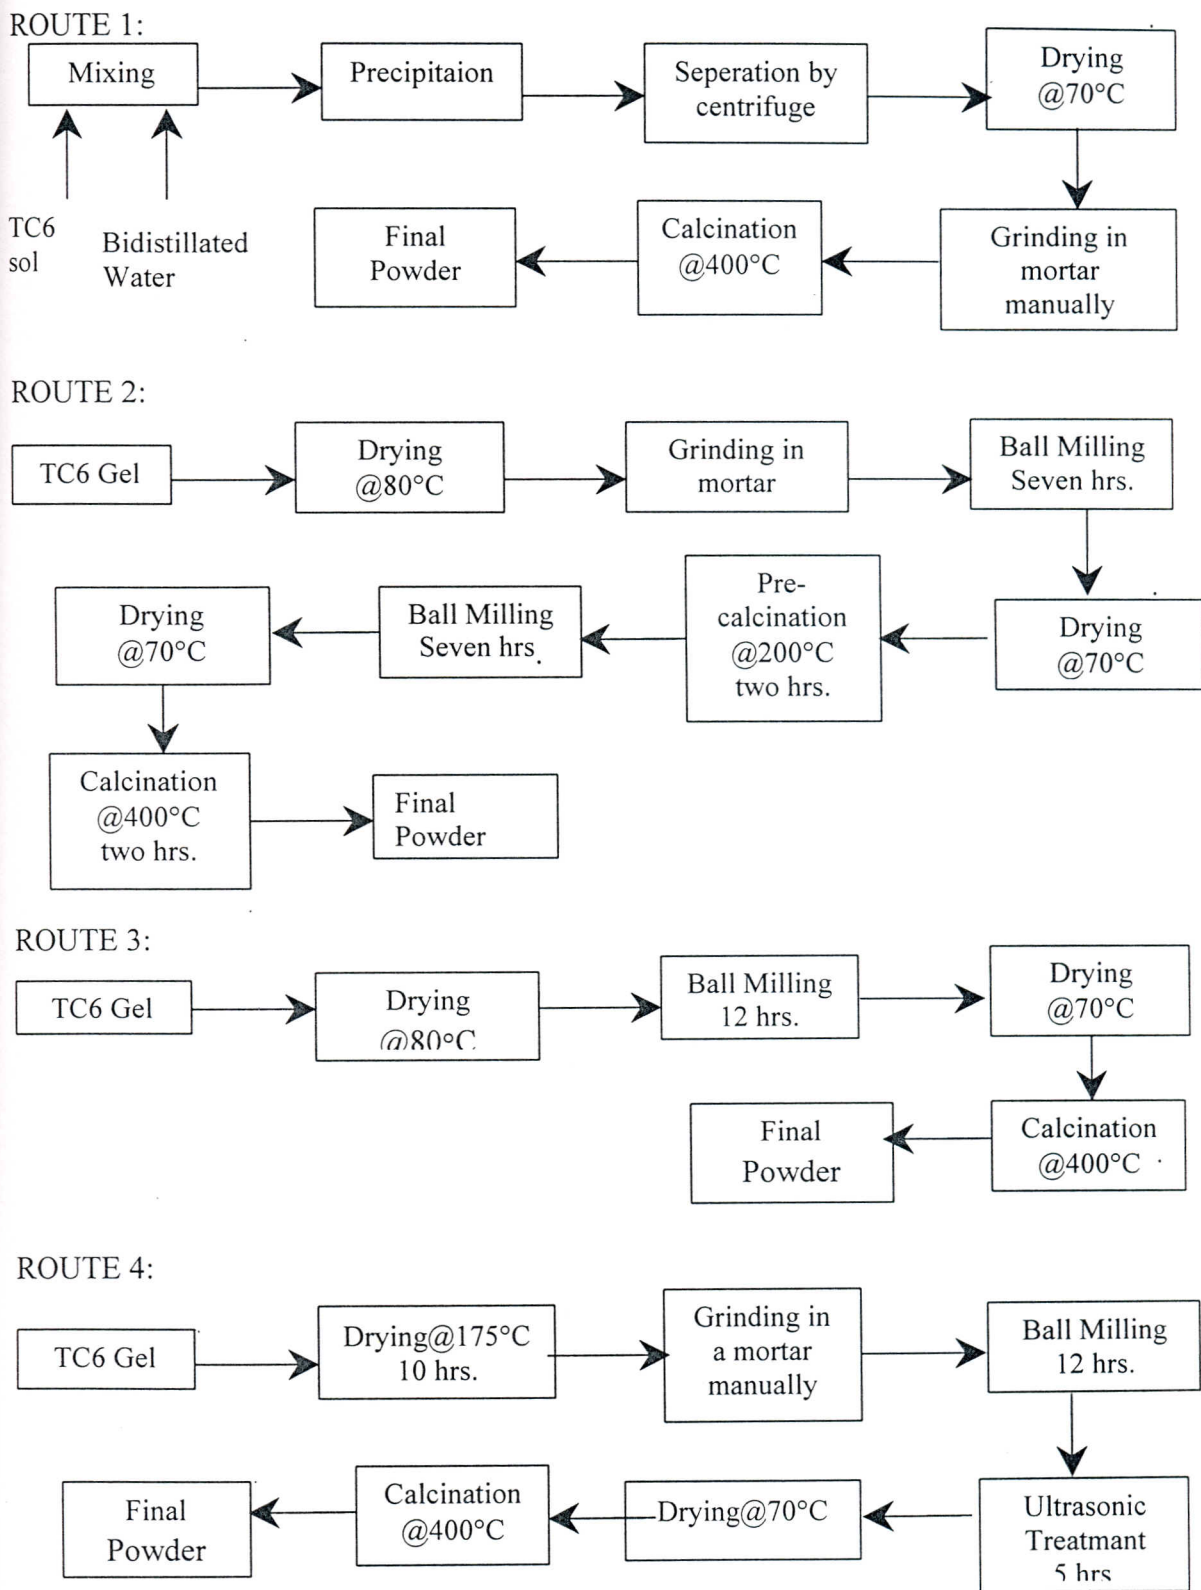 ROUTE 1:
Mixing
Precipitaion
Seperation by
centrifuge
Drying
@70°C
TC6
sol
Bidistillated
Water
Final
Powder
Calcination
@400°C
Grinding in
mortar
manually
ROUTE 2:
TC6 Gel
Drying
@80°C
Grinding in
mortar
Ball Milling
Seven hrs.
Drying
@70°C
Ball Milling
Seven hrs.
Pre-
calcination
@200°C
two hrs.
Drying
@70°C
Calcination
@400°C
two hrs.
Final
Powder
ROUTE 3:
TC6 Gel
Drying
@80°C
Ball Milling
12 hrs.
Drying
@70°C
Final
Powder
Calcination
@400°C
ROUTE 4:
TC6 Gel
Drying@175°C
10 hrs.
Grinding in
a mortar
manually
Ball Milling
12 hrs.
Final
Powder
Calcination
@400°C
Drying@70°C
Ultrasonic
Treatmant
5 hrs